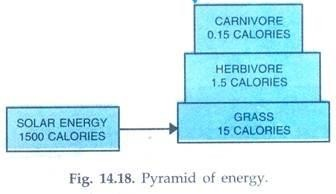 CARNIVORE
0.15 CALORIES
HERBIVORE
1.5 CALORIES
GRASS
15 CALORIES
SOLAR ENERGY
1500 CALORIES
Fig. 14.18. Pyramid of energy.